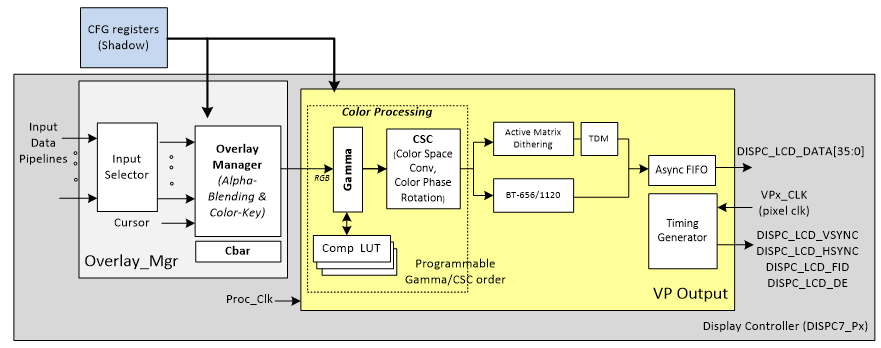 CFG registers
(Shadow)
Input
Data
Pipelines
Input
Selector
Cursor
Overlay
Manager
(Alpha-
Blending &
Color-Key)
Cbar
Overlay_Mgr
Proc_Clk
Color Processing
RGB
Gamma
CSC
(Color Space
Conv,
Color Phase
Rotation)
Comp LUT
Programmable
Gamma/CSC order
Active Matrix
Dithering
TDM
BT-656/1120
Async FIFO
Timing
Generator
VP Output
DISPC_LCD_DATA[35:0]
VPx_CLK
(pixel clk)
DISPC_LCD_VSYNC
DISPC_LCD_HSYNC
DISPC_LCD_FID
DISPC_LCD_DE
Display Controller (DISPC7_Px)